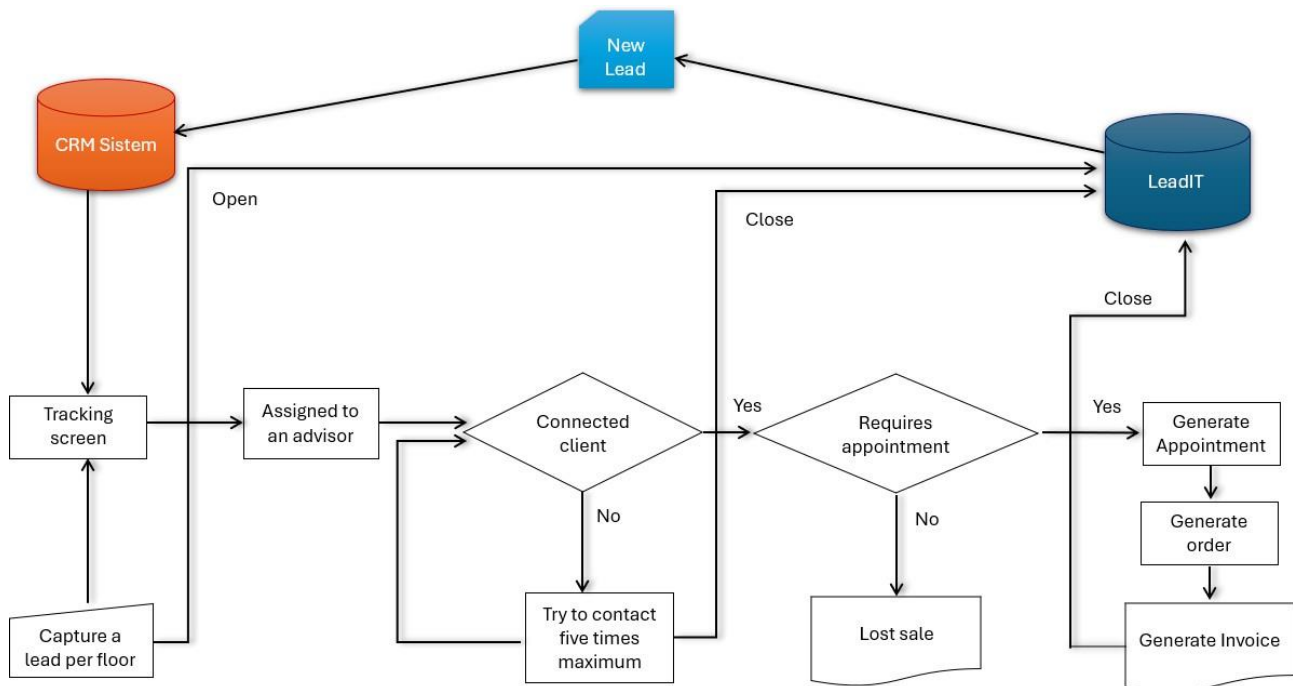 New
Lead
CRM Sistem
LeadIT
Open
Close
Close
Tracking
screen
Assigned to
an advisor
Connected
client
Yes
Requires
appointment
Yes
Generate
Appointment
No
No
Generate
order
Capture a
lead per floor
Try to contact
five times
maximum
Lost sale
Generate Invoice